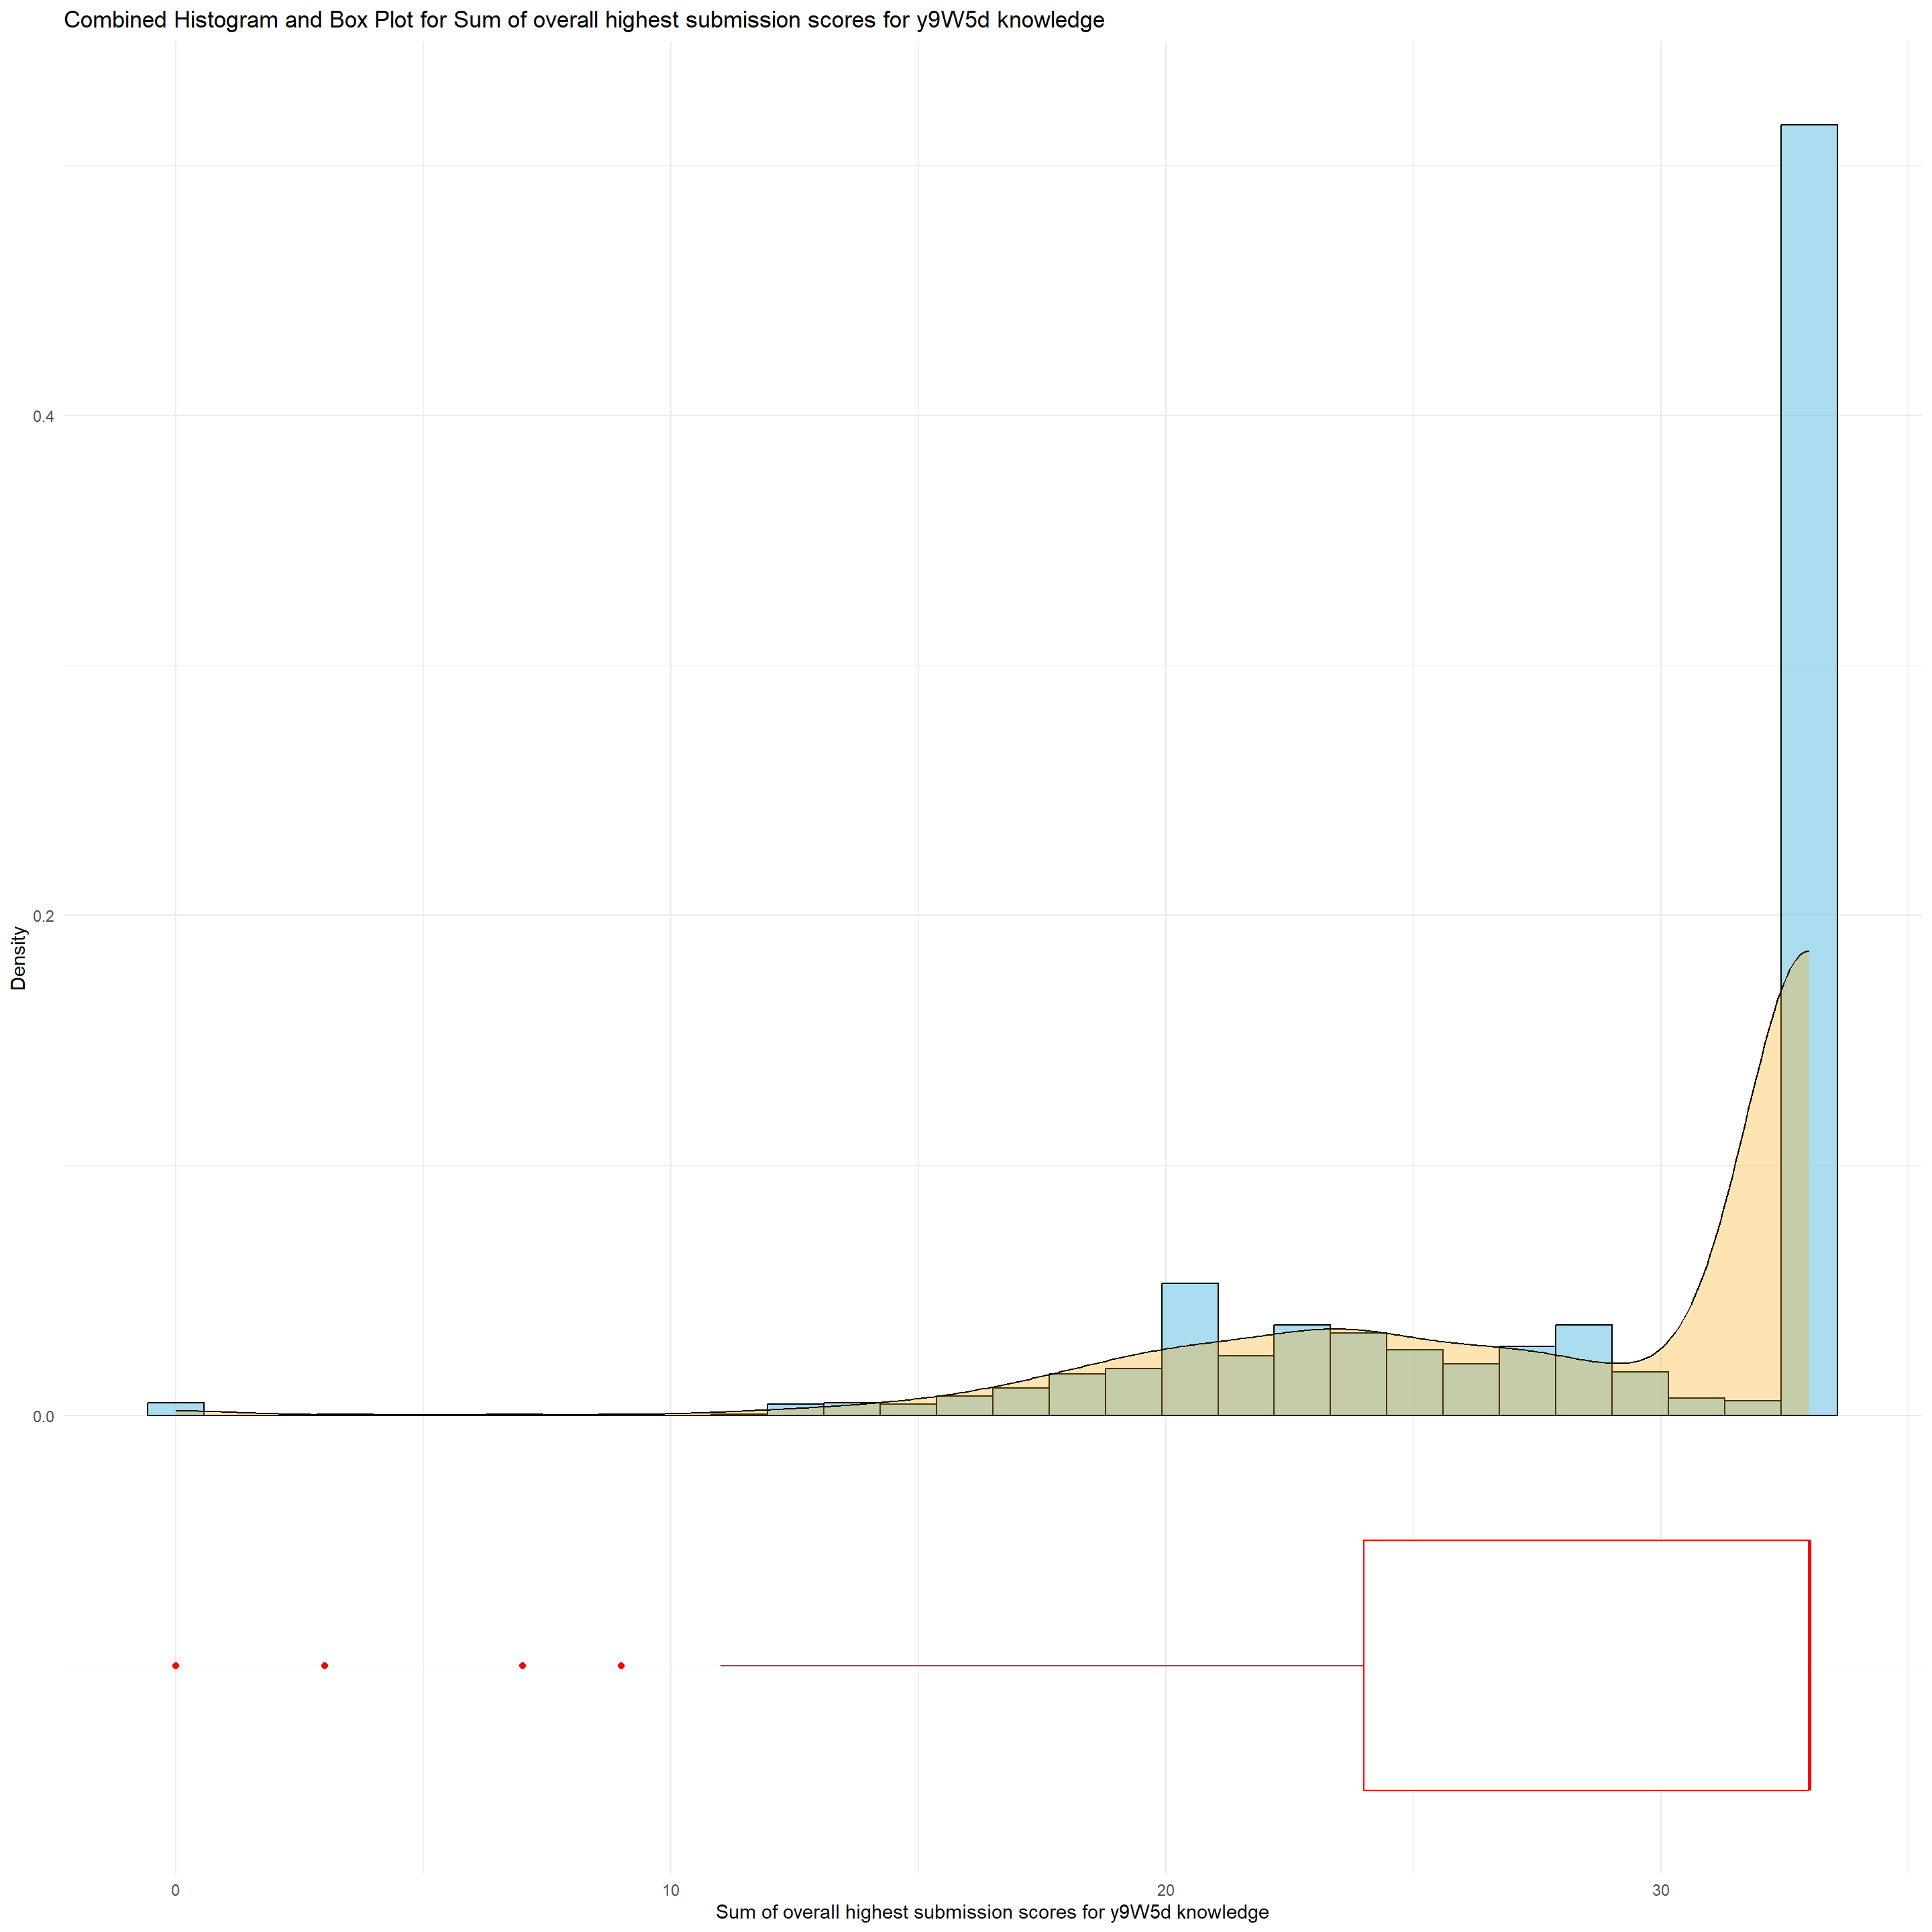 Combined Histogram and Box Plot for Sum of overall highest submission scores for y9W5d knowledge
0.4
0.2
0.0
Density
0
10
20
30
Sum of overall highest submission scores for y9W5d knowledge